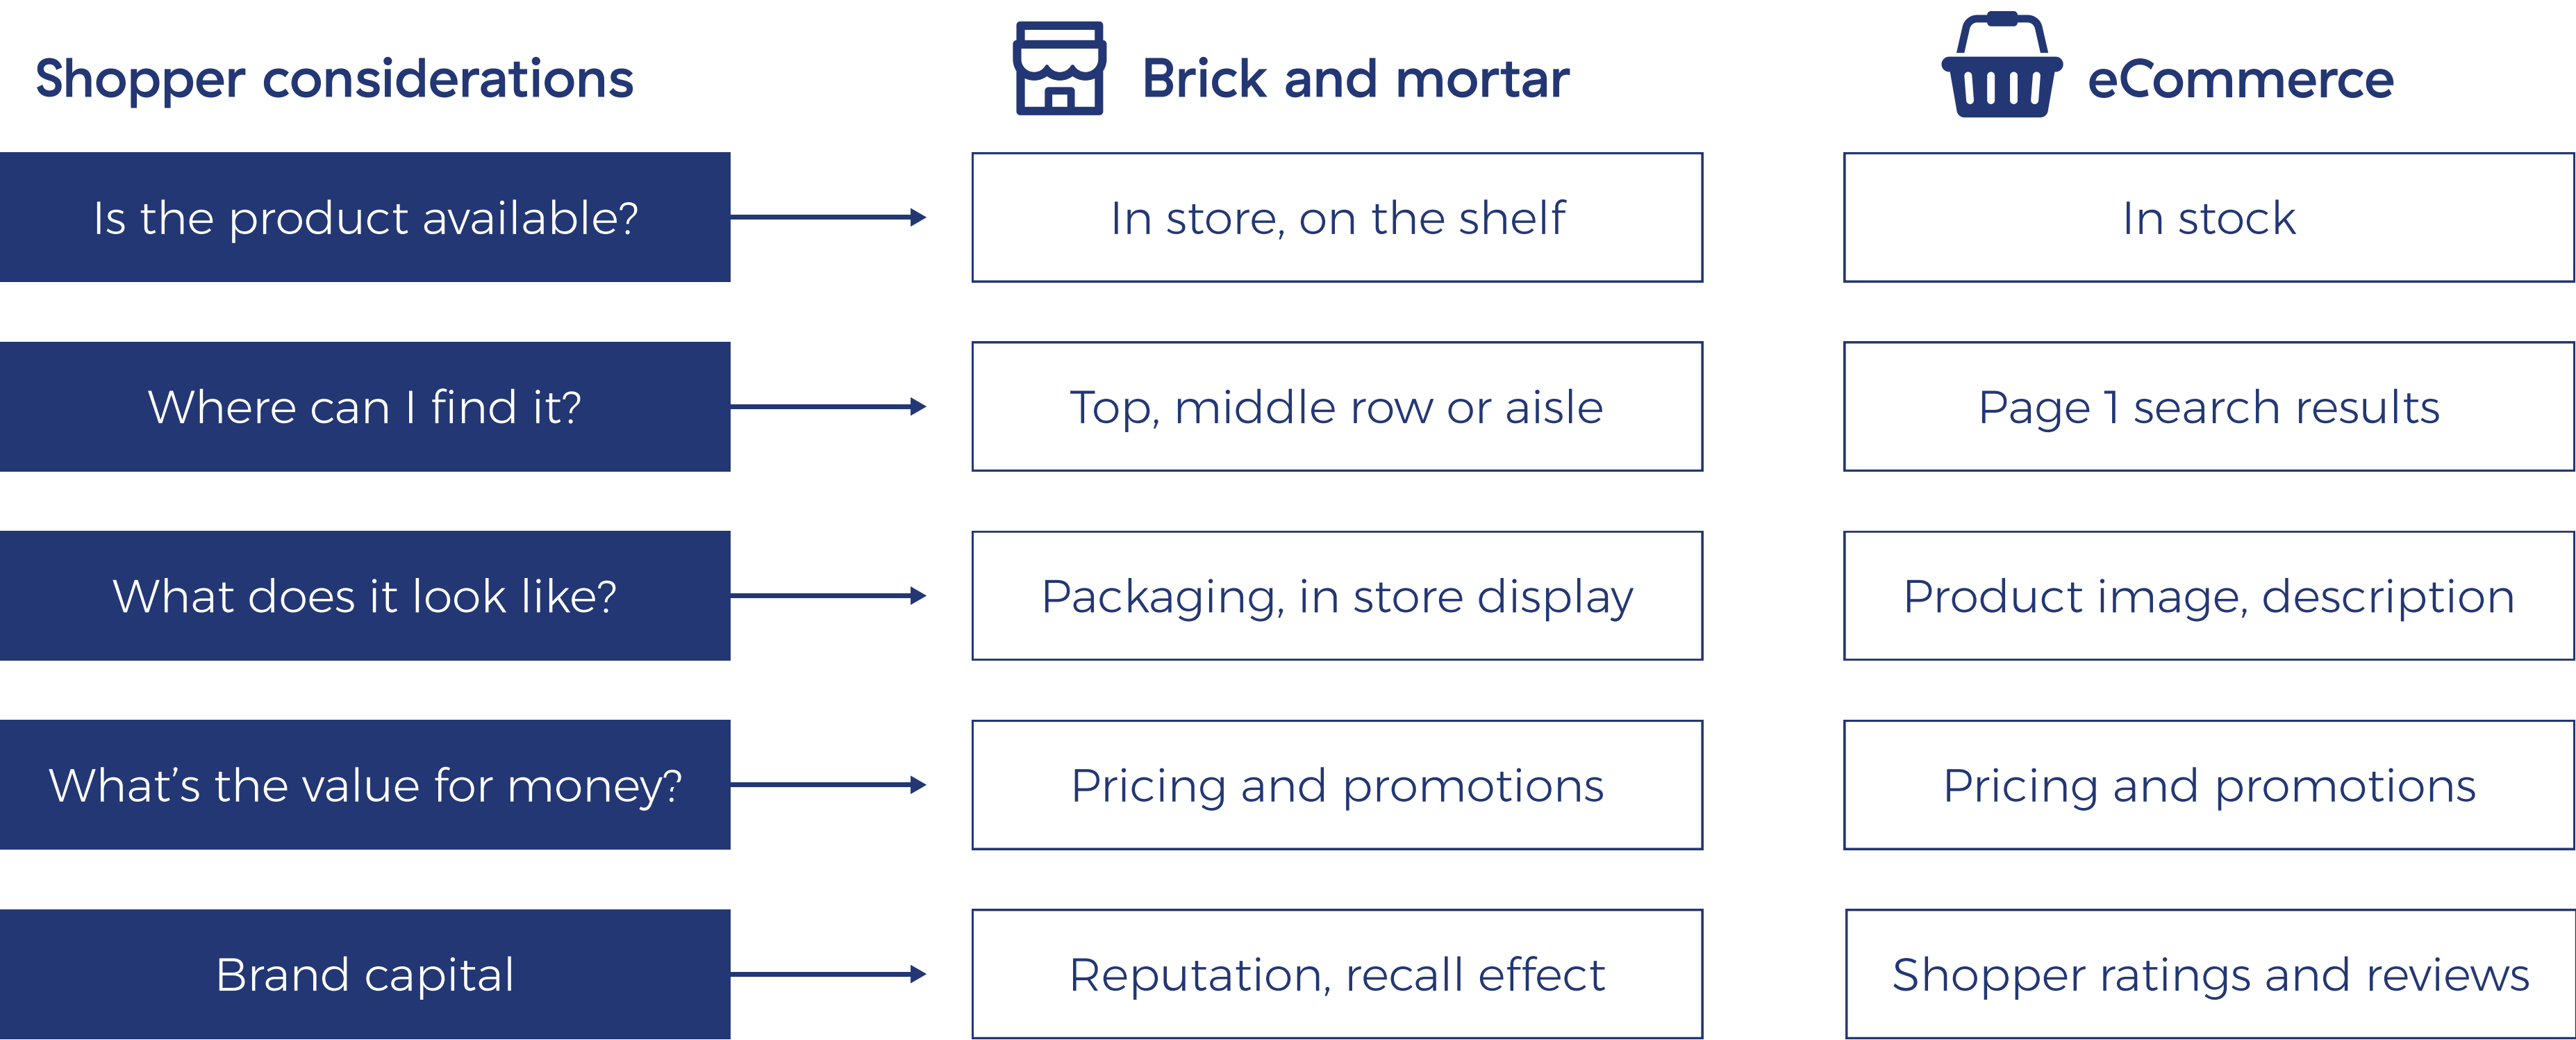 Shopper considerations
Brick and mortar
eCommerce
Is the product available?
In store, on the shelf
In stock
Where can I find it?
Top, middle row or aisle
Page 1 search results
What does it look like?
Packaging, in store display
Product image, description
What’s the value for money?
Pricing and promotions
Pricing and promotions
Brand capital
Reputation, recall effect
Shopper ratings and reviews